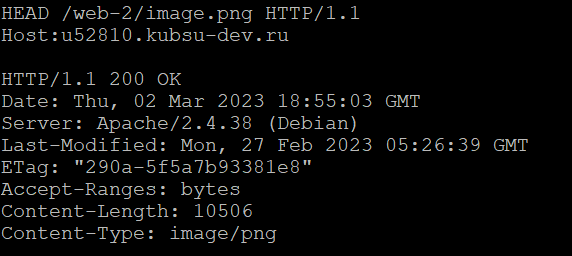 HEAD /web-2/image.png HTTP/1.1
Host:u52810.kubsu-dev.ru

HTTP/1.1 200 OK
Date: Thu, 02 Mar 2023 18:55:03 GMT
Server: Apache/2.4.38 (Debian)
Last-Modified: Mon, 27 Feb 2023 05:26:39 GMT
ETag: "290a-5f5a7b93381e8"
Accept-Ranges: bytes
Content-Length: 10506
Content-Type: image/png